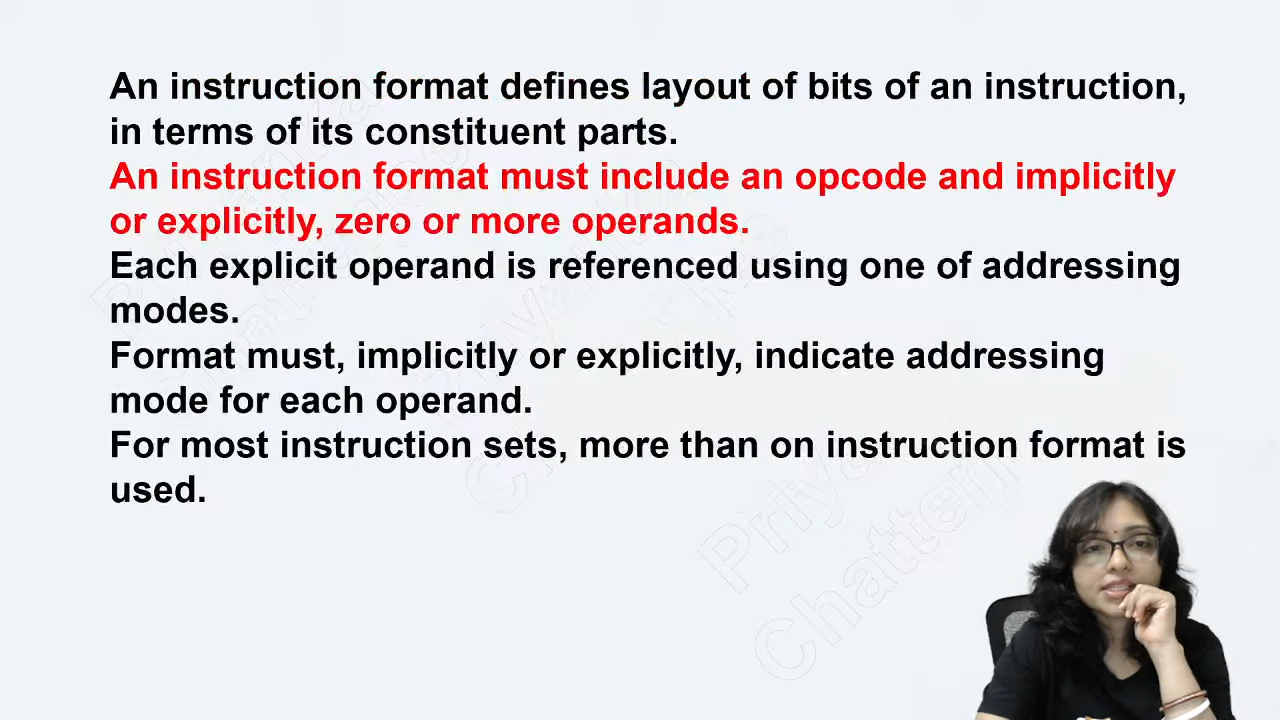 An instruction format defines layout of bits of an instruction,
in terms of its constituent parts.
An instruction format must include an opcode and implicitly
or explicitly, zero or more operands.
Each explicit operand is referenced using one of addressing
modes.
Format must, implicitly or explicitly, indicate addressing
mode for each operand.
For most instruction sets, more than on instruction format is
used.